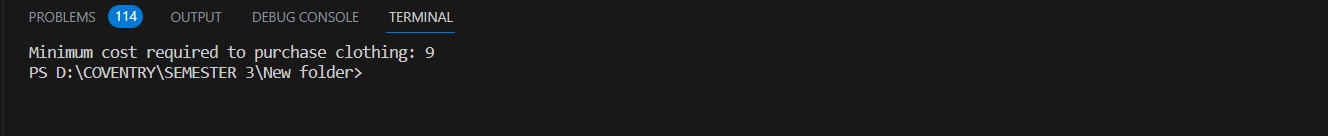 PROBLEMS 114 OUTPUT DEBUG CONSOLE TERMINAL
Minimum cost required to purchase clothing: 9
PS D:\COVENTRY\SEMESTER 3\New folder>